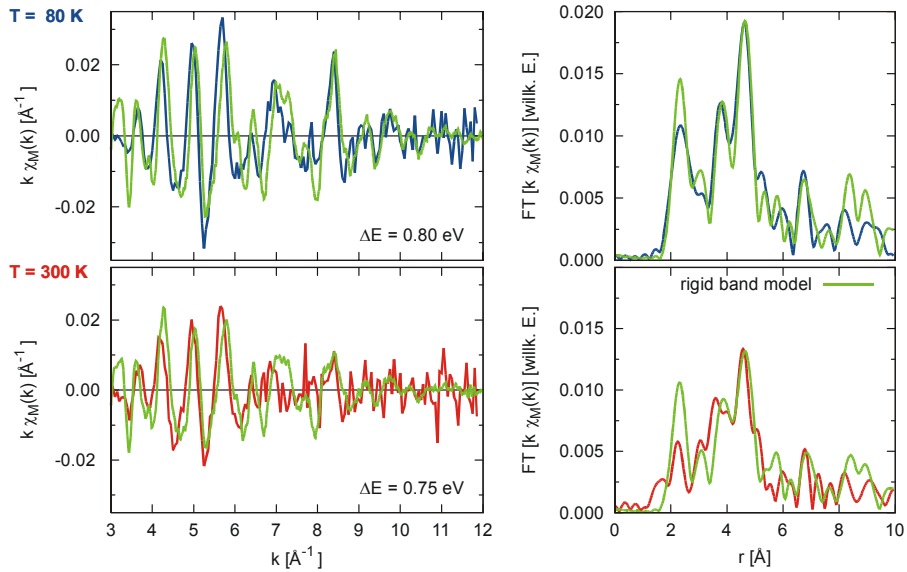 T = 80 K
k χM(k) [Å-1]
0.02
0.00
-0.02
ΔE = 0.80 eV
FT [k χM(k)] [willk. E.]
0.020
0.015
0.010
0.005
0.000
T = 300 K
k χM(k) [Å-1]
0.02
0.00
-0.02
ΔE = 0.75 eV
3 4 5 6 7 8 9 10 11 12
k [Å-1]
rigid band model
FT [k χM(k)] [willk. E.]
0.015
0.010
0.005
0.000
0 2 4 6 8 10
r [Å]